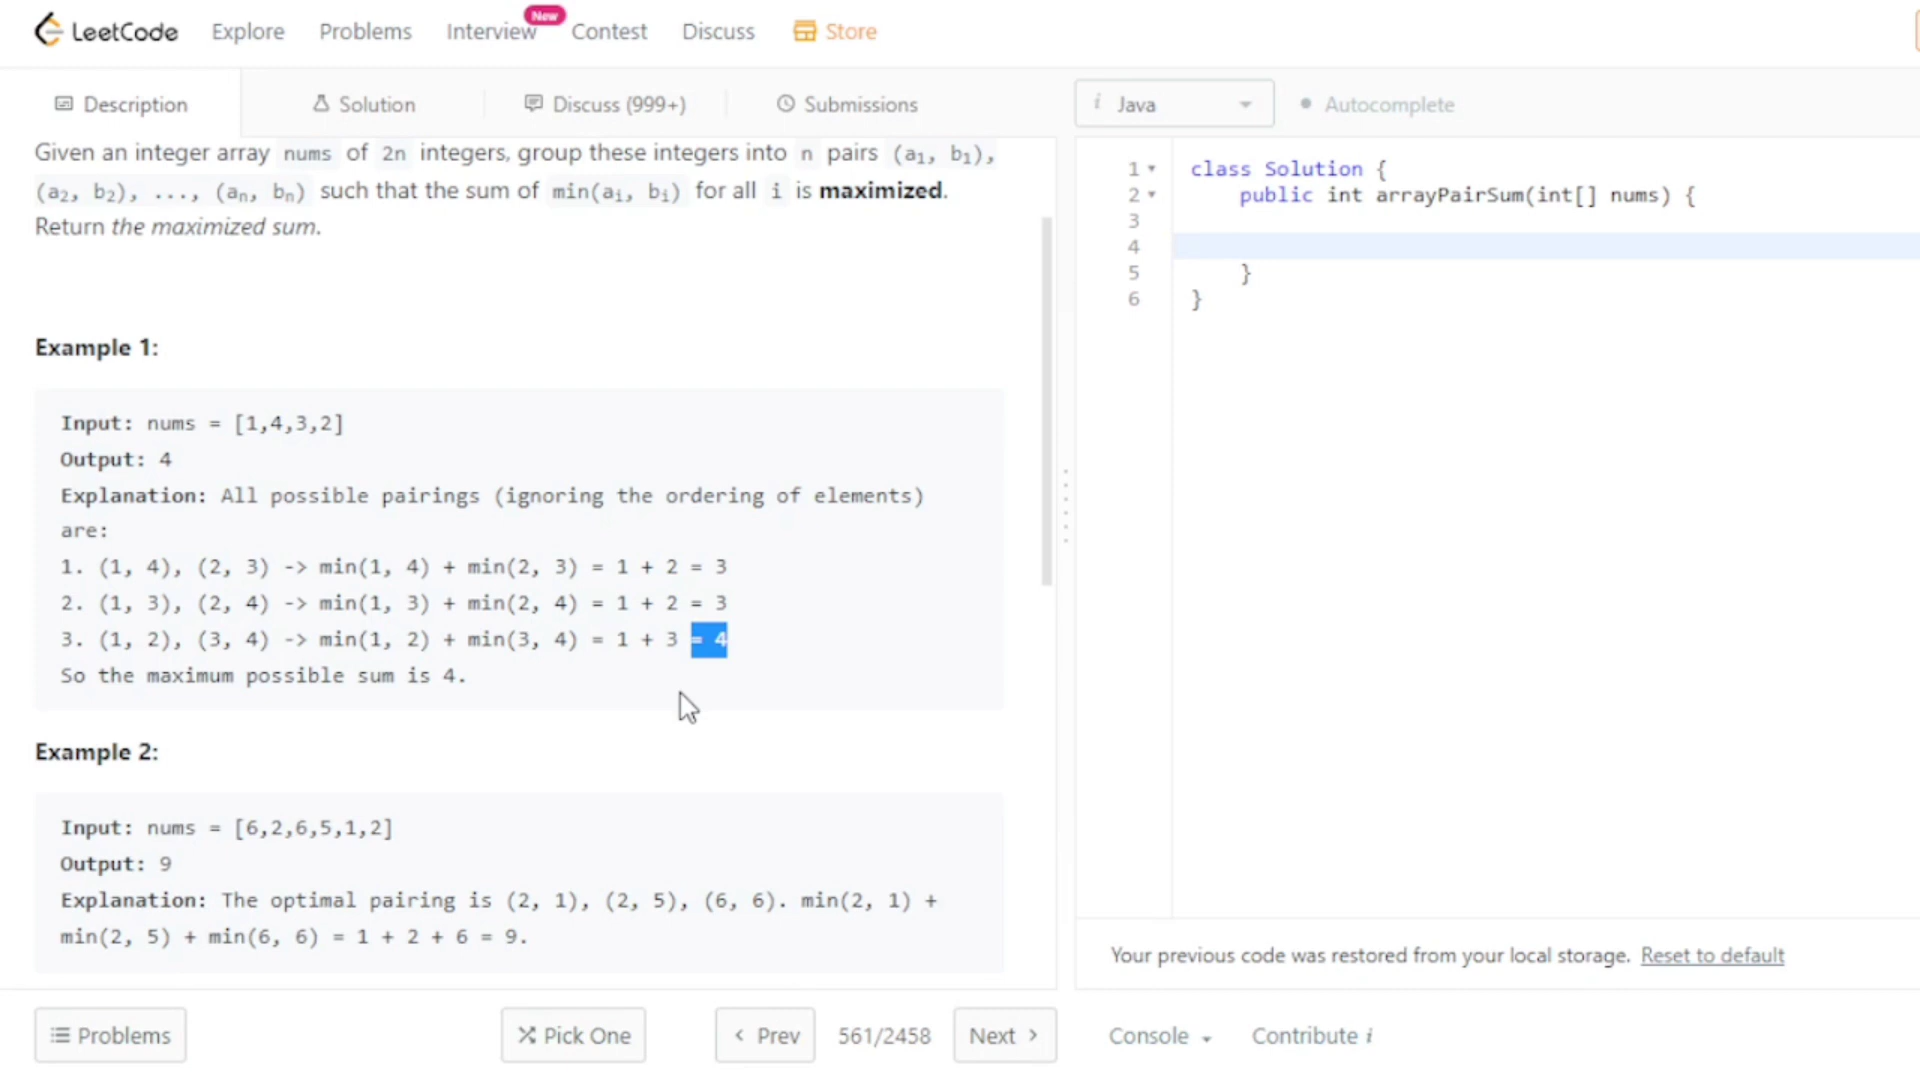 LeetCode Explore Problems Interview New Contest Discuss Store
Description Solution Discuss (999+) Submissions
i Java Autocomplete
Given an integer array nums of 2n integers, group these integers into n pairs (a₁, b₁),
(a₂, b₂), ..., (aₙ, bₙ) such that the sum of min(aᵢ, bᵢ) for all i is maximized.
Return the maximized sum.
Example 1:
Input: nums = [1,4,3,2]
Output: 4
Explanation: All possible pairings (ignoring the ordering of elements)
are:
1. (1, 4), (2, 3) -> min(1, 4) + min(2, 3) = 1 + 2 = 3
2. (1, 3), (2, 4) -> min(1, 3) + min(2, 4) = 1 + 2 = 3
3. (1, 2), (3, 4) -> min(1, 2) + min(3, 4) = 1 + 3 = 4
So the maximum possible sum is 4.
Example 2:
Input: nums = [6,2,6,5,1,2]
Output: 9
Explanation: The optimal pairing is (2, 1), (2, 5), (6, 6). min(2, 1) +
min(2, 5) + min(6, 6) = 1 + 2 + 6 = 9.
1 class Solution {
2 public int arrayPairSum(int[] nums) {
3
4
5 }
6 }
Your previous code was restored from your local storage. Reset to default
Problems Pick One < Prev 561/2458 Next > Console Contribute i